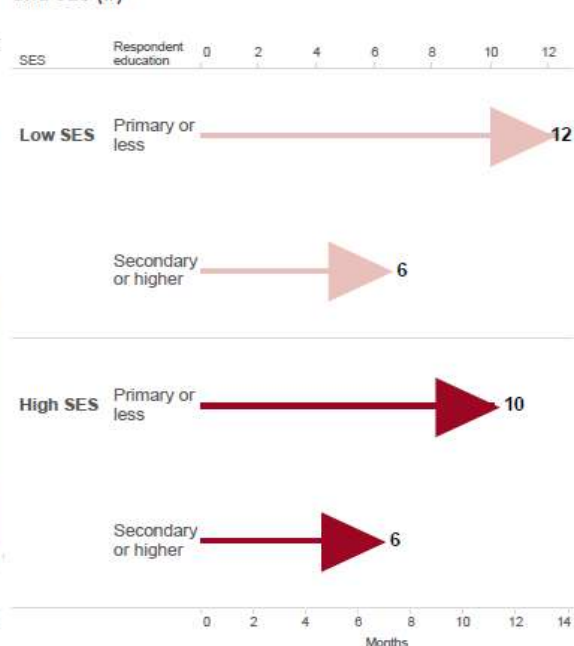 Respondent
education
SES
0 2 4 6 8 10 12
Low SES
Primary or
less
12
Secondary
or higher
6
High SES
Primary or
less
10
Secondary
or higher
6
0 2 4 6 8 10 12 14
Months